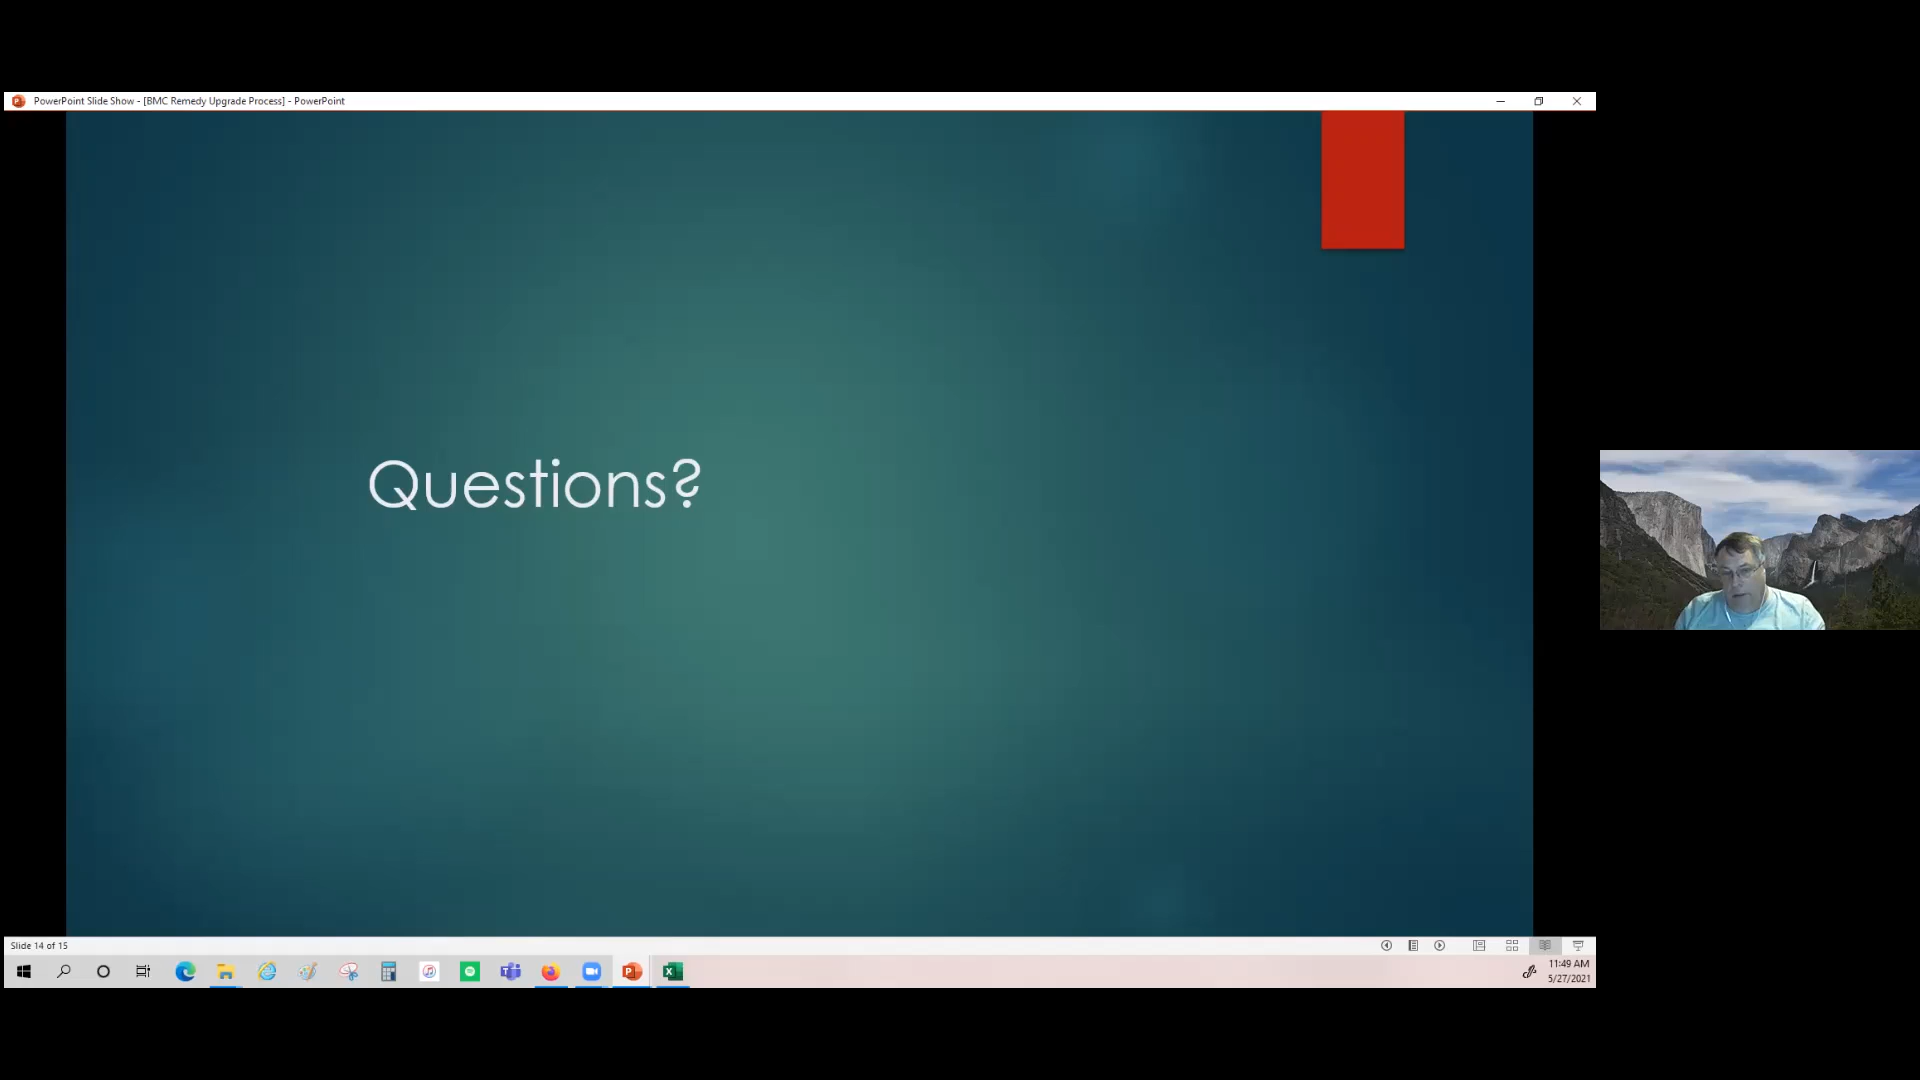 PowerPoint Slide Show - [BMC Remedy Upgrade Process] - PowerPoint
Questions?
Slide 14 of 15
11:49 AM
5/27/2021